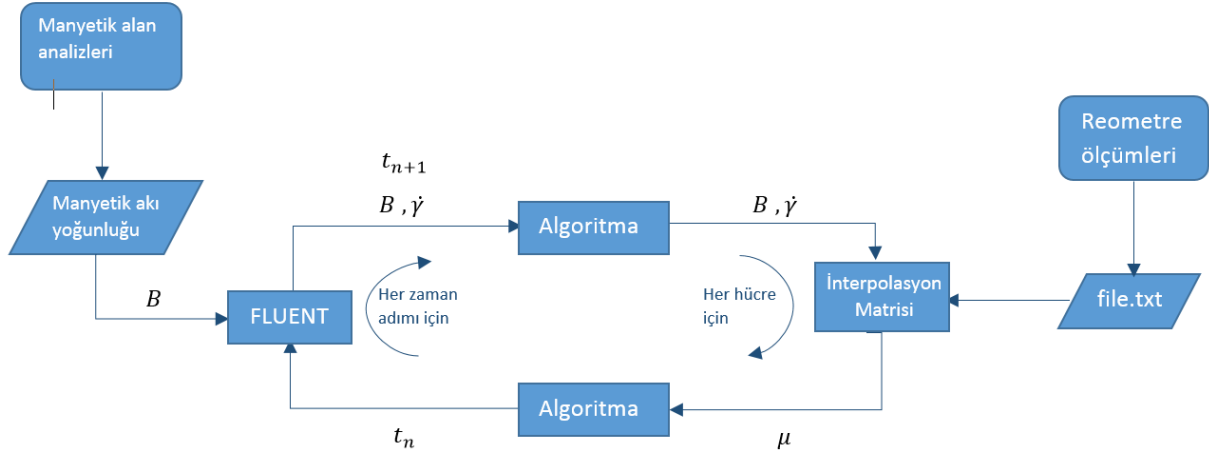 Manyetik alan
analizleri
Manyetik akı
yoğunluğu
B
FLUENT
t_{n+1}
B , γ̇
Algoritma
B , γ̇
Her zaman
adımı için
Her hücre
için
İnterpolasyon
Matrisi
Reometre
ölçümleri
file.txt
Algoritma
t_n
μ